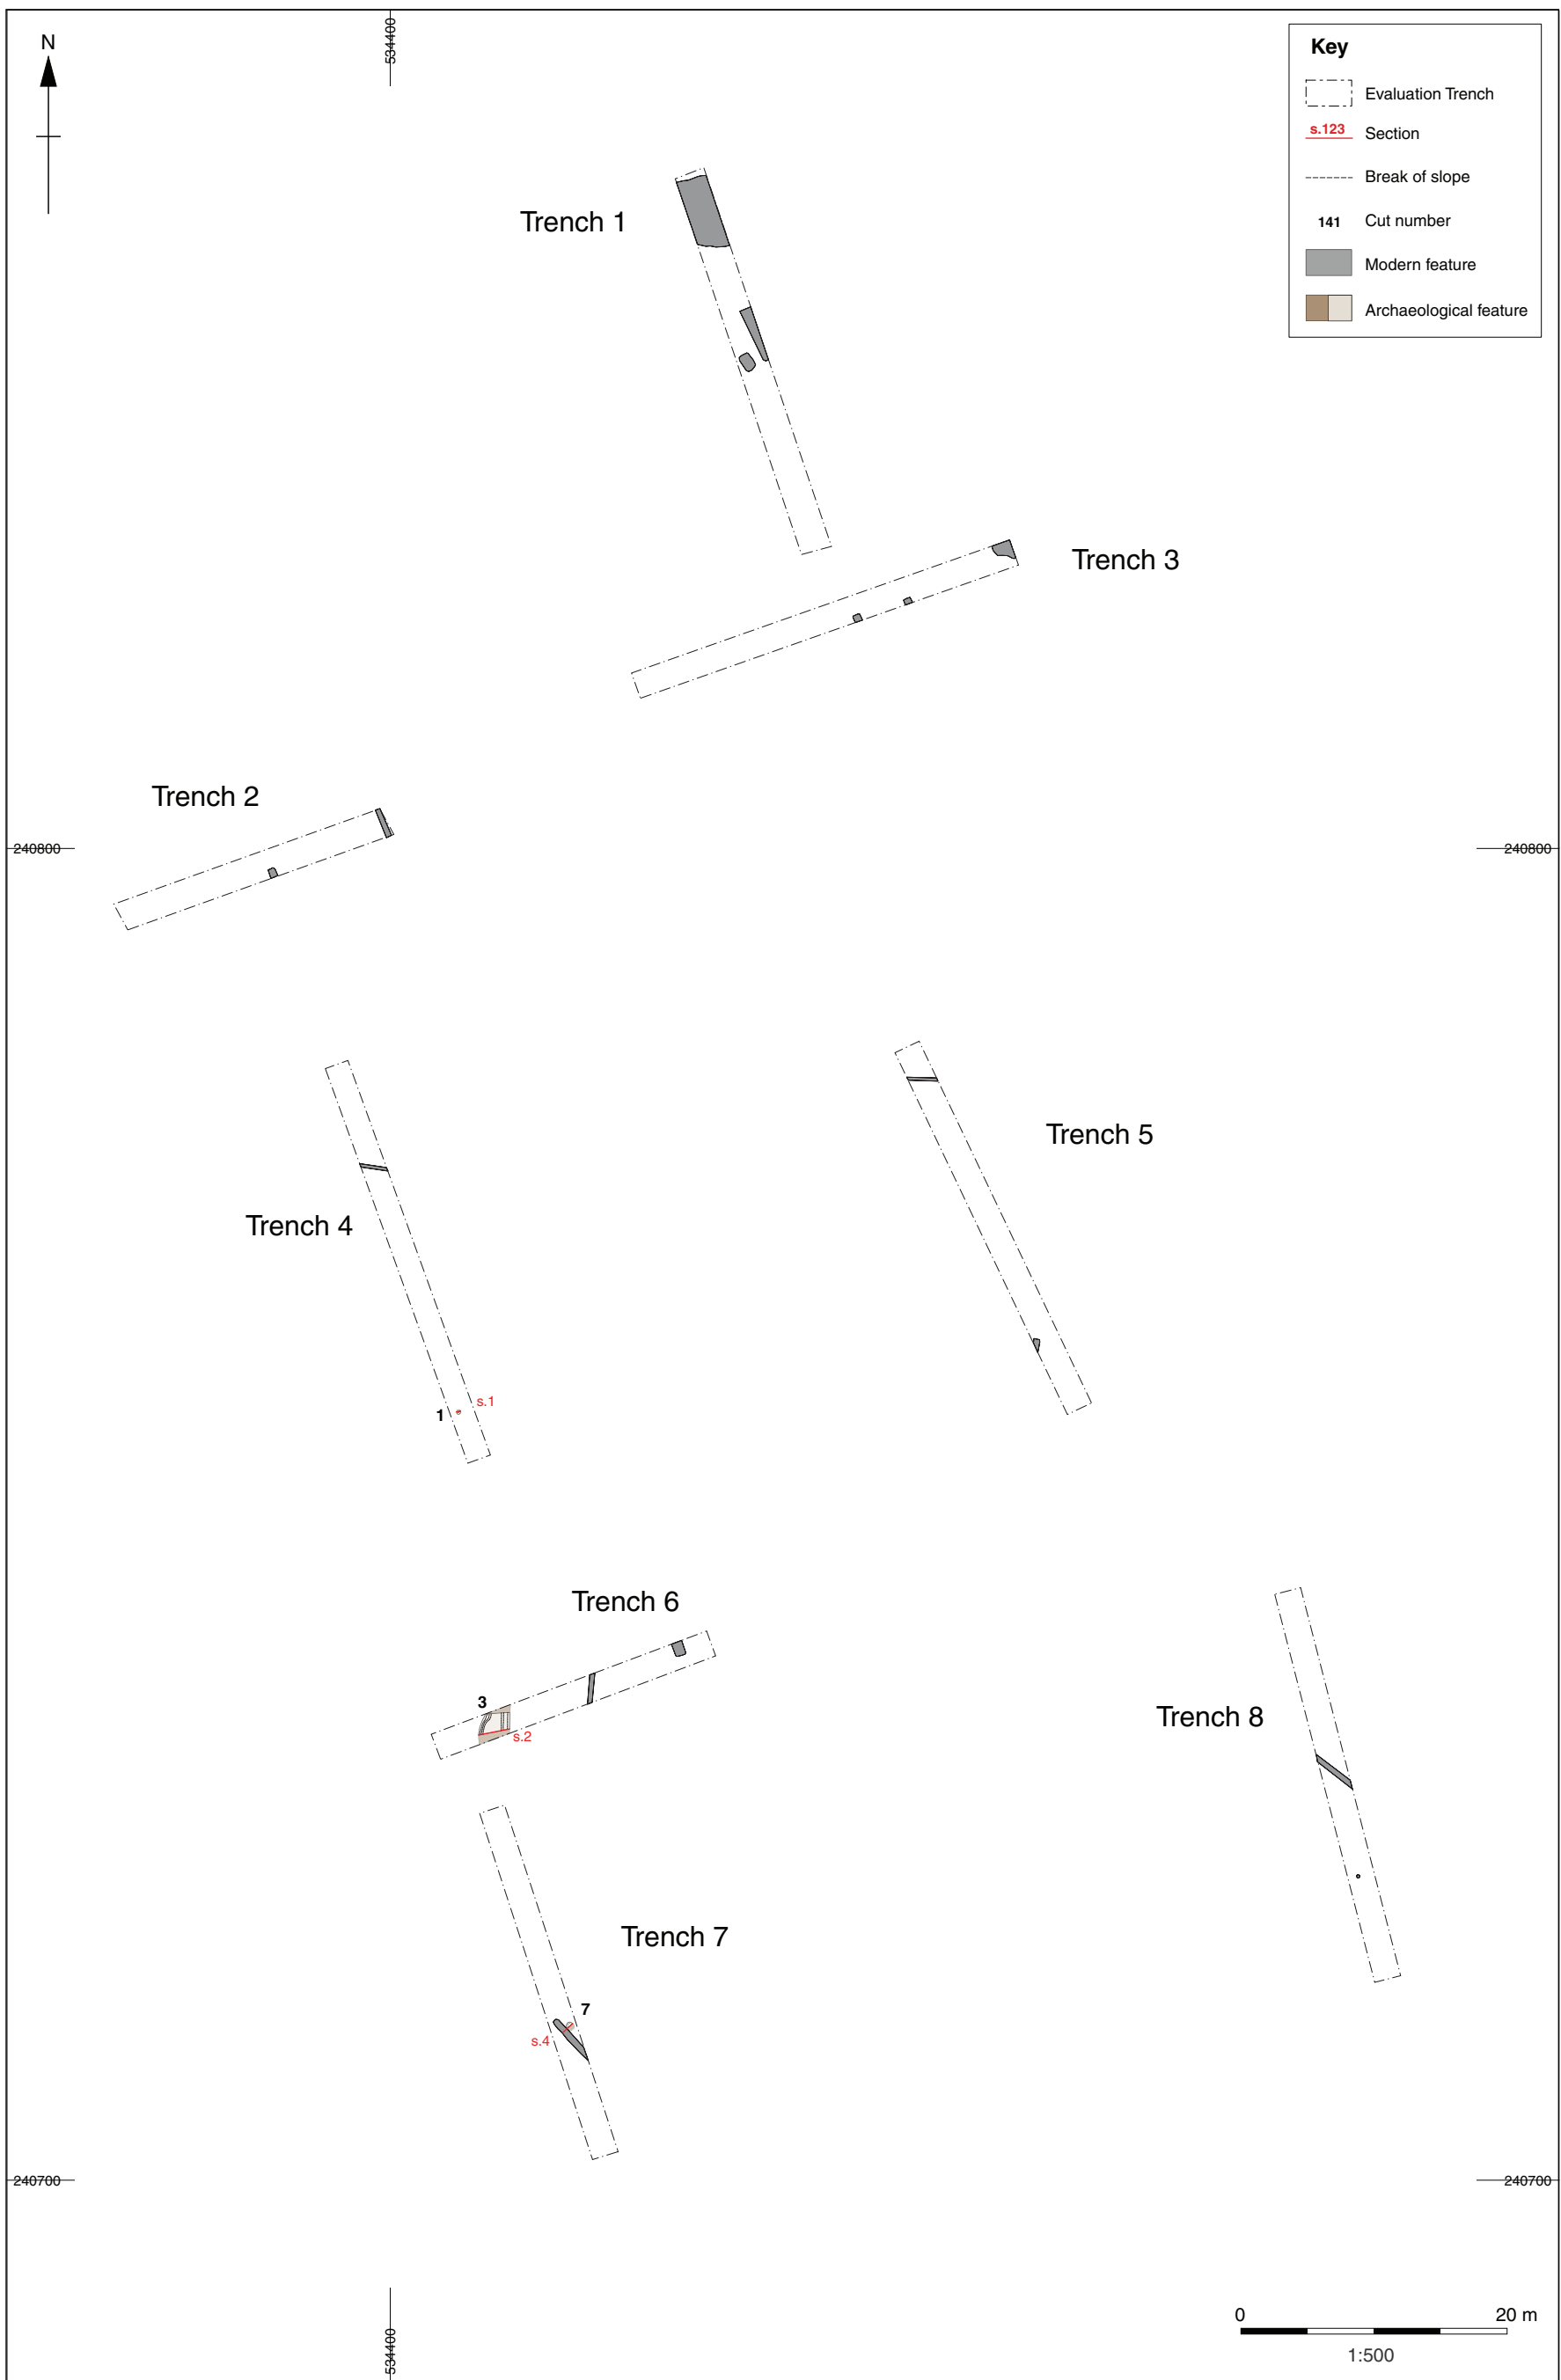 534400
N
Key
Evaluation Trench
s.123 Section
Break of slope
141 Cut number
Modern feature
Archaeological feature
Trench 1
Trench 3
Trench 2
240800 240800
Trench 5
Trench 4
s.1
1
Trench 6
3
s.2
Trench 8
Trench 7
7
s.4
240700 240700
0 20 m
1:500
534400